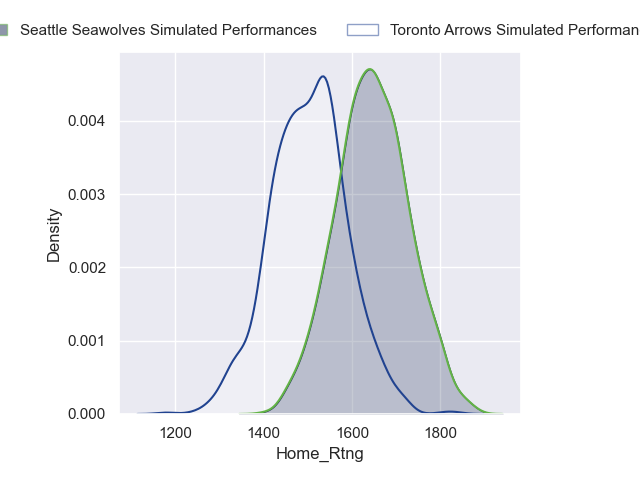 Seattle Seawolves Simulated Performances
Toronto Arrows Simulated Performan
0.004
0.003
0.002
0.001
0.000
Density
1200 1400 1600 1800
Home_Rtng